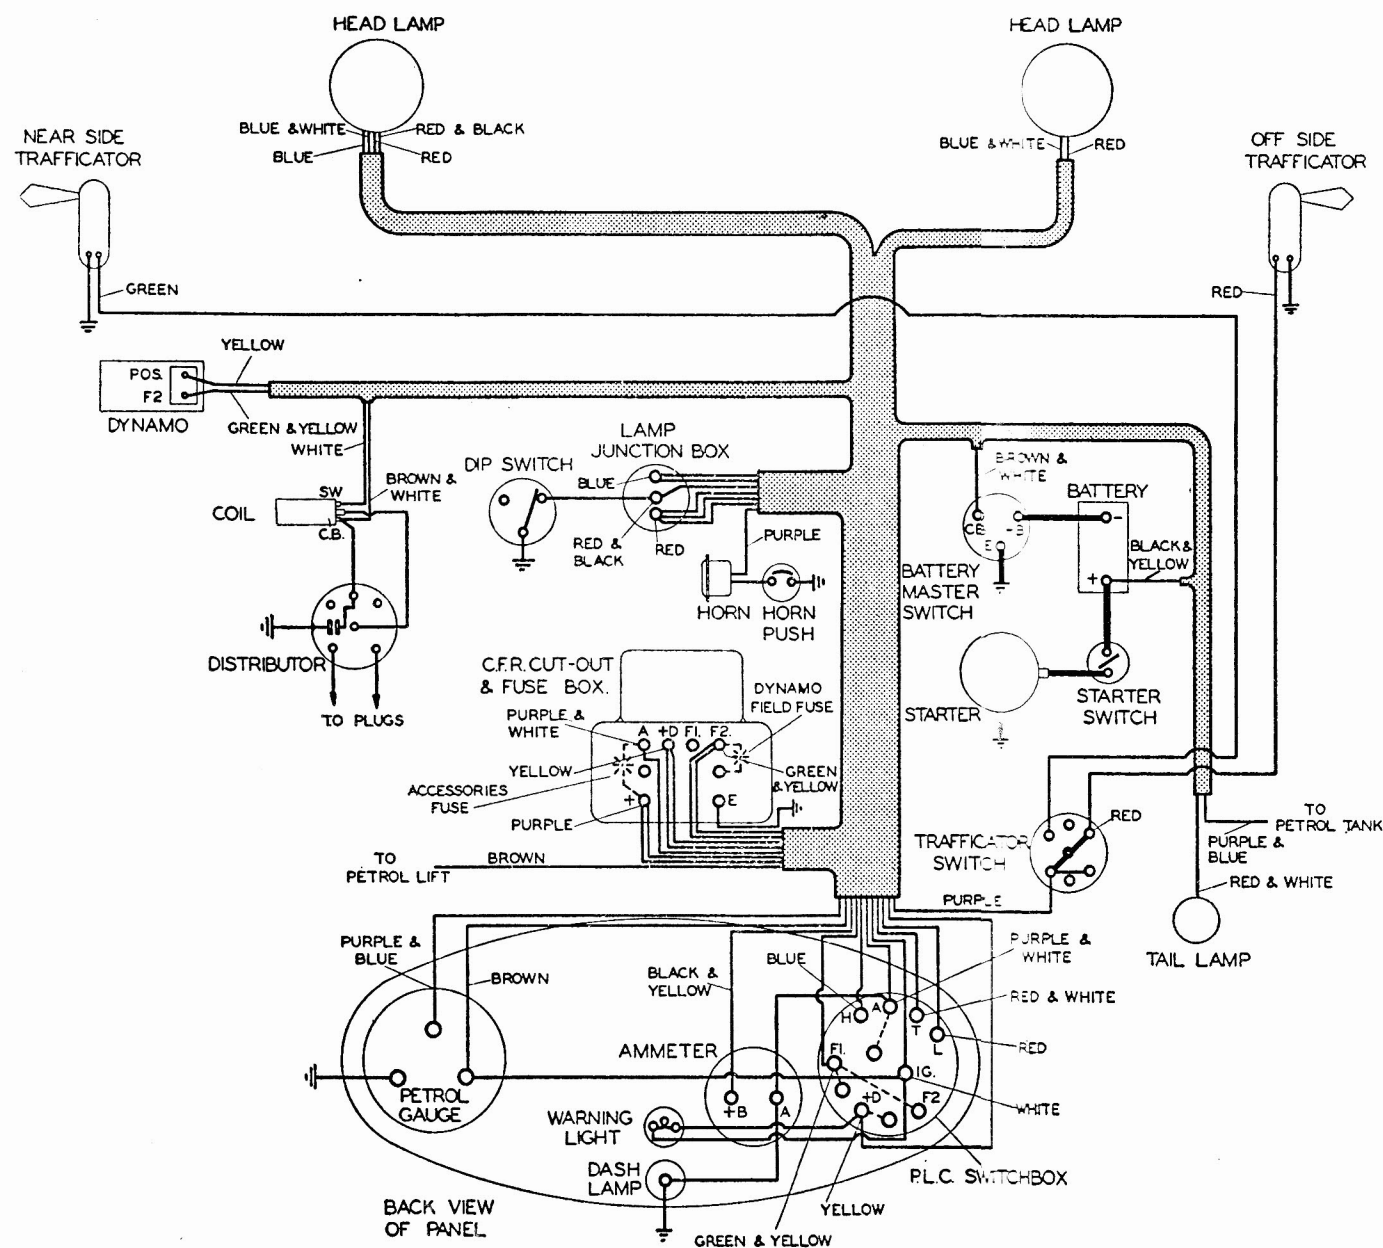 HEAD LAMP
HEAD LAMP
BLUE & WHITE
RED & BLACK
BLUE
RED
BLUE & WHITE
RED
NEAR SIDE
TRAFFICATOR
OFF SIDE
TRAFFICATOR
GREEN
RED
YELLOW
POS.
F2
DYNAMO
GREEN & YELLOW
WHITE
LAMP
JUNCTION BOX
DIP SWITCH
BLUE
BROWN &
WHITE
SW
COIL
C.B.
BROWN &
WHITE
BATTERY
C.B.
-B
E
-
+
BLACK &
YELLOW
RED &
BLACK
RED
PURPLE
HORN
HORN
PUSH
BATTERY
MASTER
SWITCH
DISTRIBUTOR
TO PLUGS
C.F.R. CUT-OUT
& FUSE BOX.
DYNAMO
FIELD FUSE
PURPLE &
WHITE
A
+D
F1.
F2.
YELLOW
GREEN
& YELLOW
ACCESSORIES
FUSE
+
E
PURPLE
STARTER
STARTER
SWITCH
TO
PETROL LIFT
BROWN
TRAFFICATOR
SWITCH
RED
TO
PETROL TANK
PURPLE &
BLUE
RED & WHITE
PURPLE
TAIL LAMP
PURPLE &
BLUE
BROWN
BLACK &
YELLOW
BLUE
PURPLE &
WHITE
RED & WHITE
H
A
T
L
RED
AMMETER
F1.
IG.
WHITE
PETROL
GAUGE
+B
A
+D
F2
WARNING
LIGHT
DASH
LAMP
P.L.C. SWITCHBOX
YELLOW
BACK VIEW
OF PANEL
GREEN & YELLOW